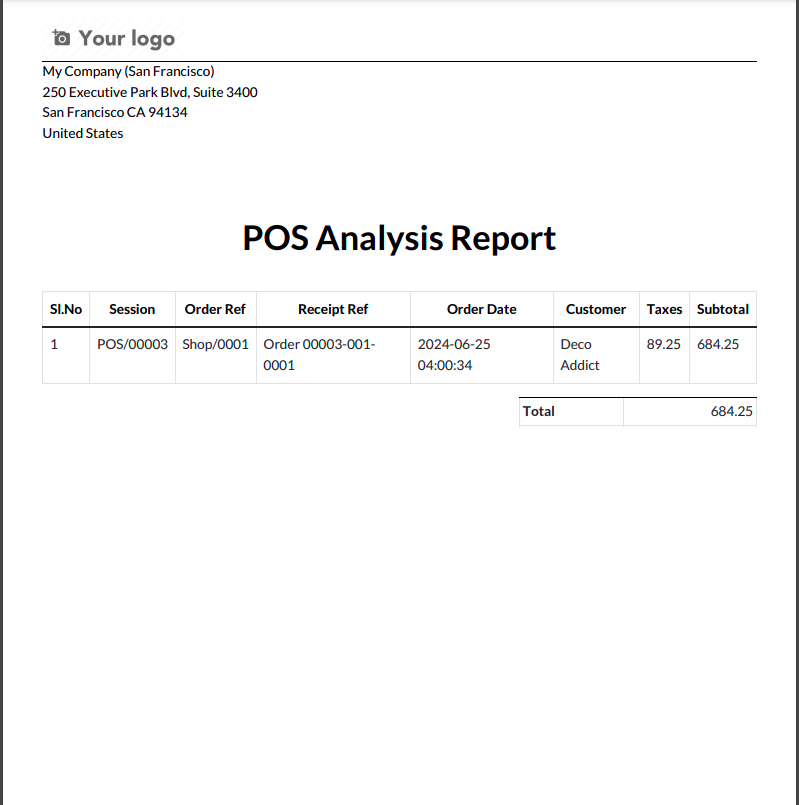 Your logo
My Company (San Francisco)
250 Executive Park Blvd, Suite 3400
San Francisco CA 94134
United States
POS Analysis Report
Sl.No Session Order Ref Receipt Ref Order Date Customer Taxes Subtotal
1 POS/00003 Shop/0001 Order 00003-001- 2024-06-25 Deco 89.25 684.25
0001 04:00:34 Addict
Total 684.25